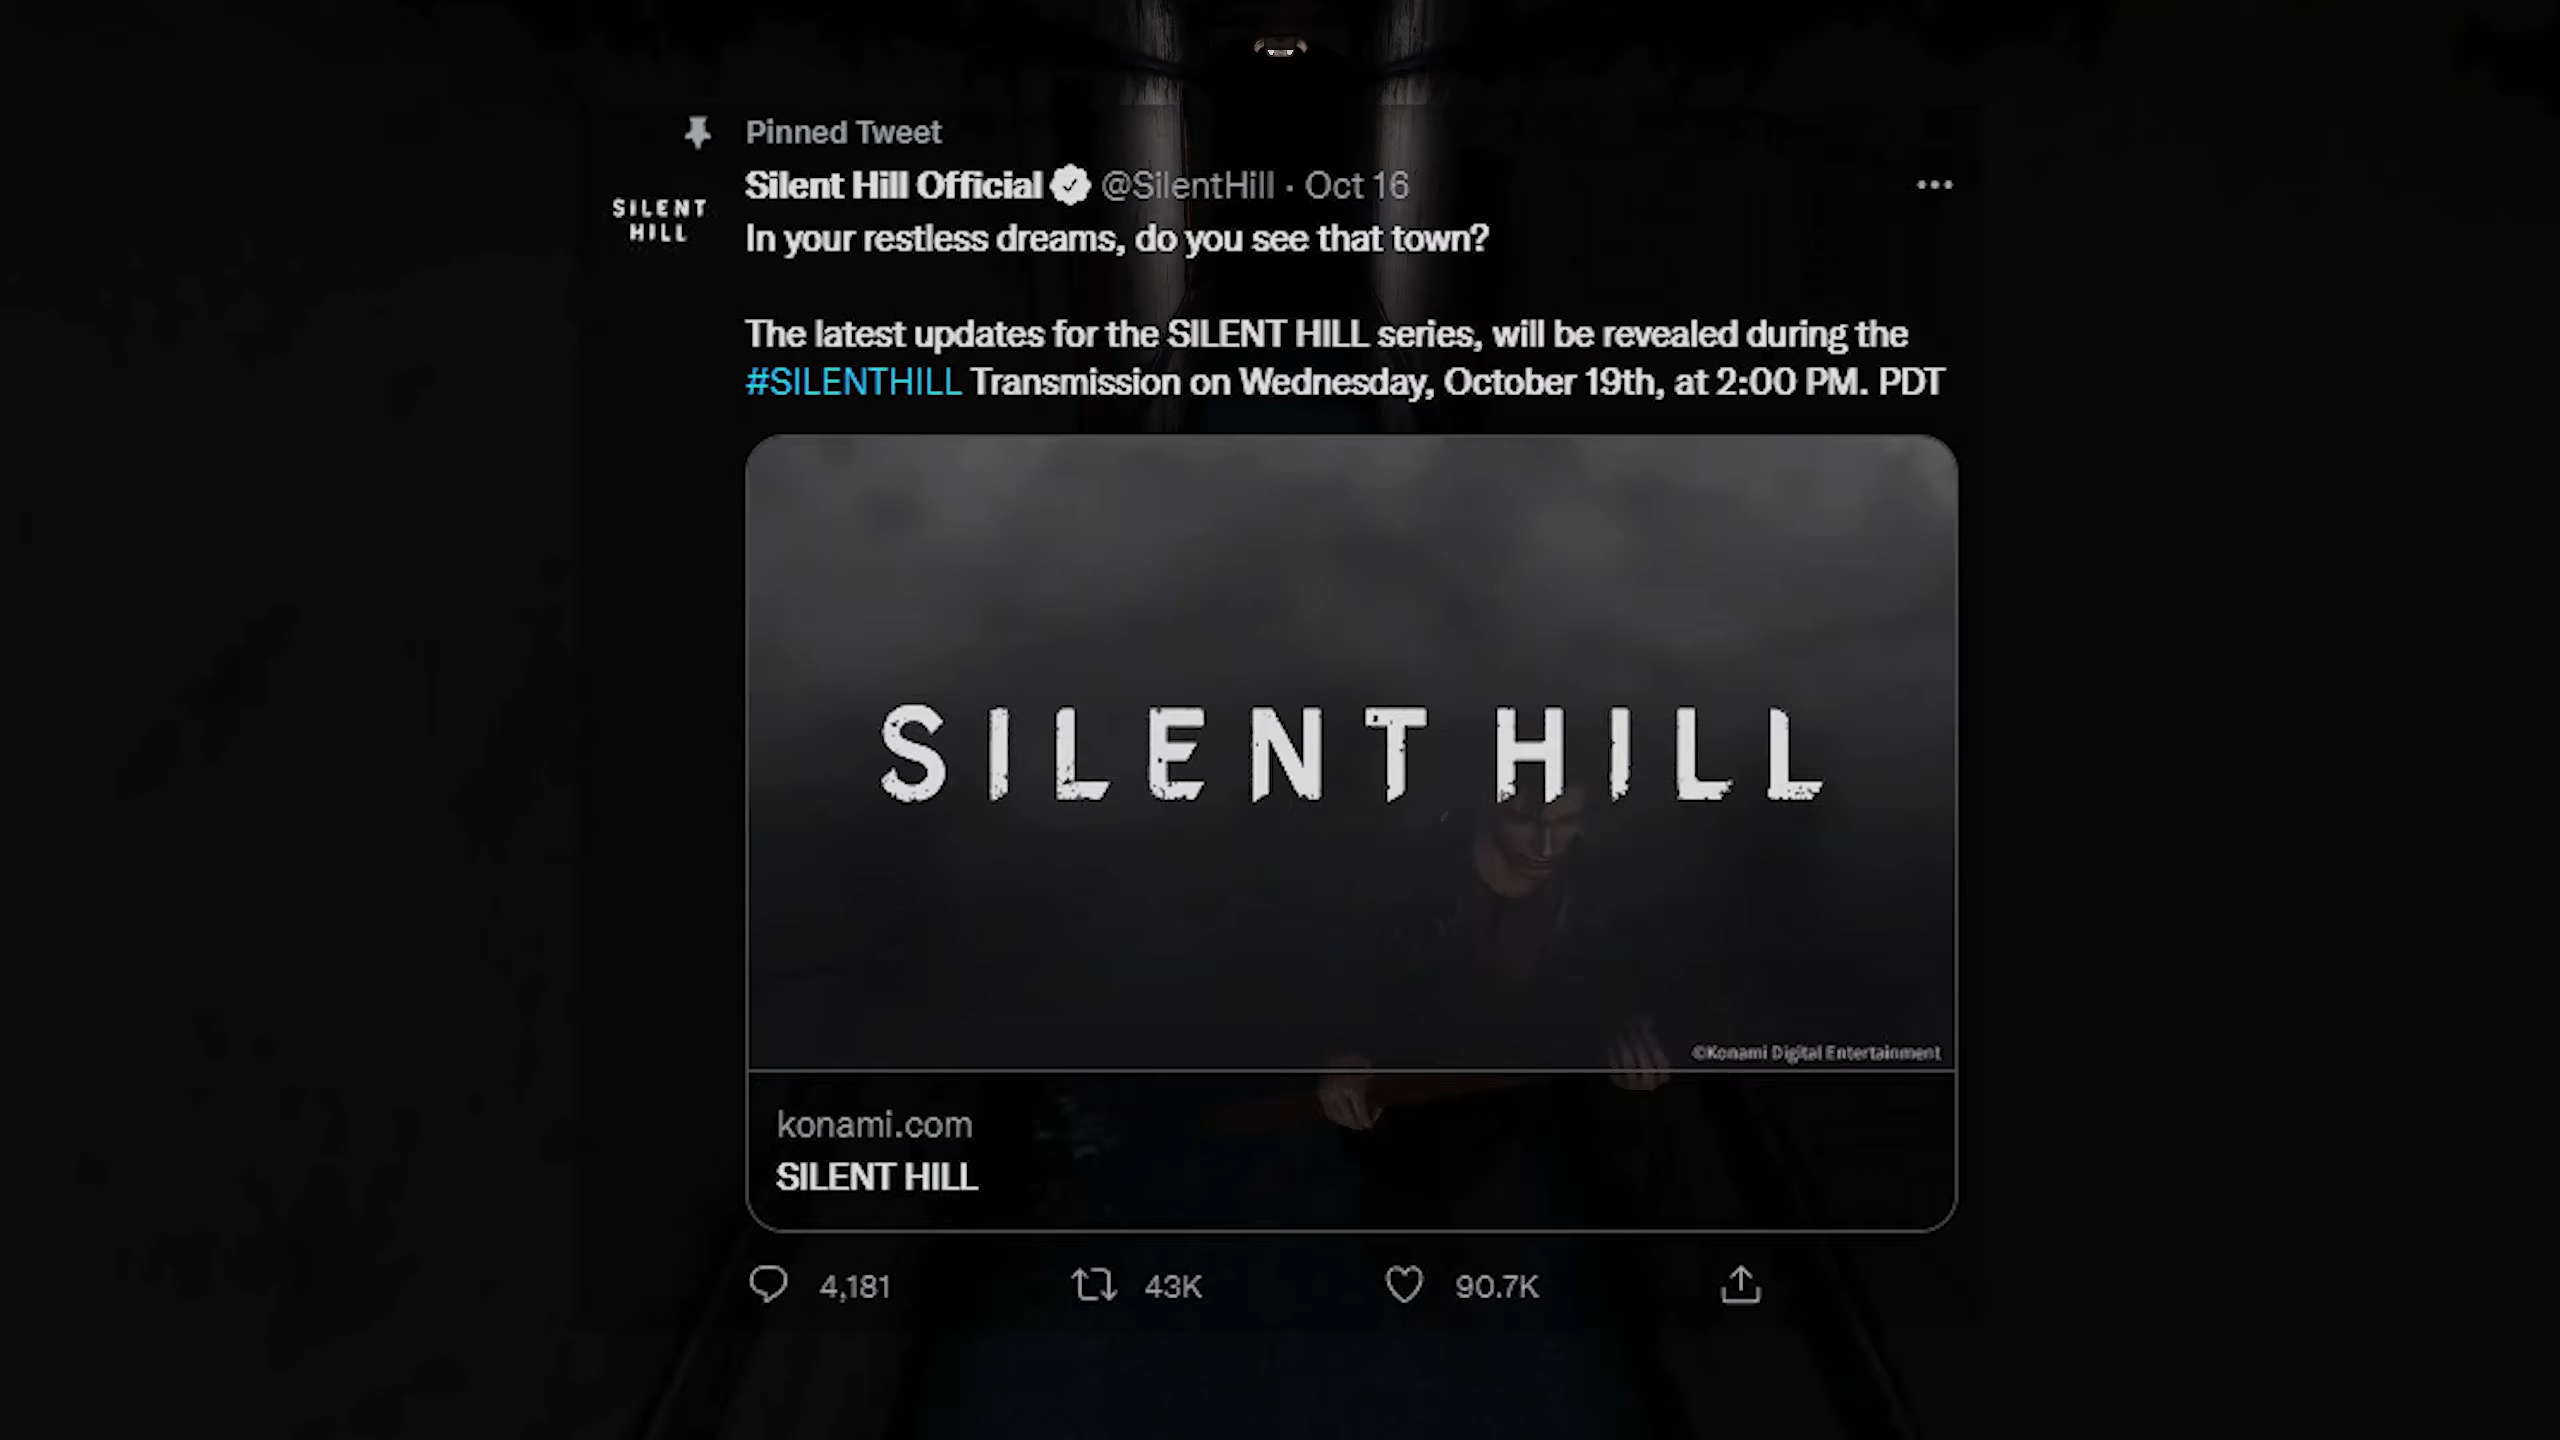 Pinned Tweet
Silent Hill Official @SilentHill · Oct 16
SILENT
HILL
In your restless dreams, do you see that town?
The latest updates for the SILENT HILL series, will be revealed during the
#SILENTHILL Transmission on Wednesday, October 19th, at 2:00 PM. PDT
SILENT HILL
©Konami Digital Entertainment
konami.com
SILENT HILL
4,181 43K 90.7K